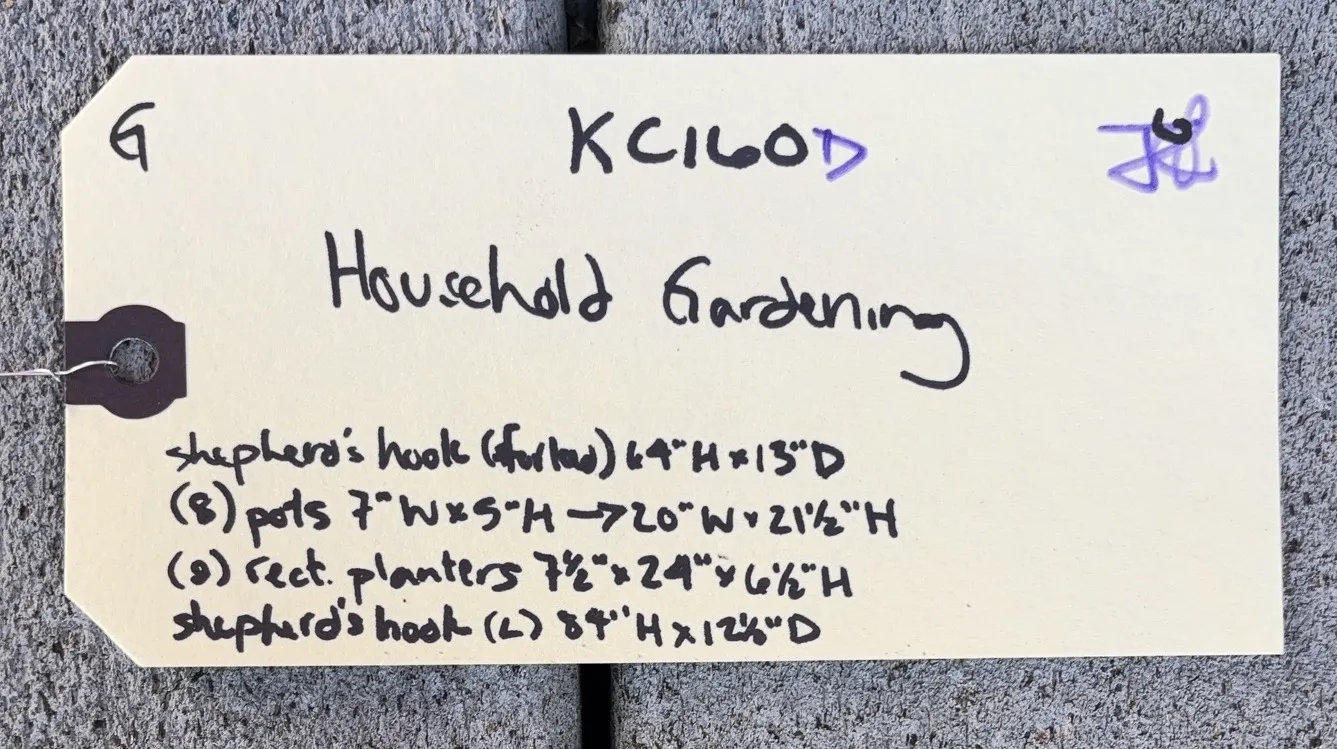 G KC160D
Household Gardening
shepherd's hook (forked) 64"H x 13"D
(8) pots 7"W x 5"H → 20"W x 21½"H
rect. planters 7½" x 24" x 6½"H
shepherd's hook (L) 84"H x 12½"D